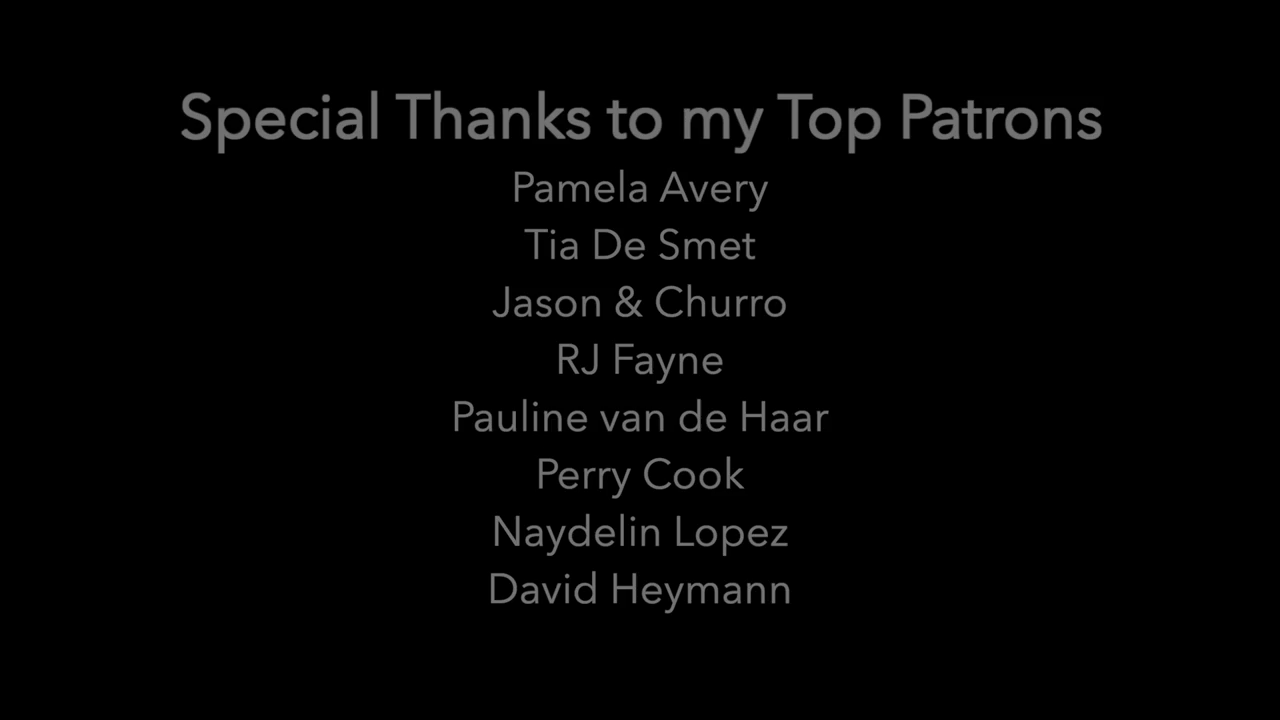 Special Thanks to my Top Patrons
Pamela Avery
Tia De Smet
Jason & Churro
RJ Fayne
Pauline van de Haar
Perry Cook
Naydelin Lopez
David Heymann